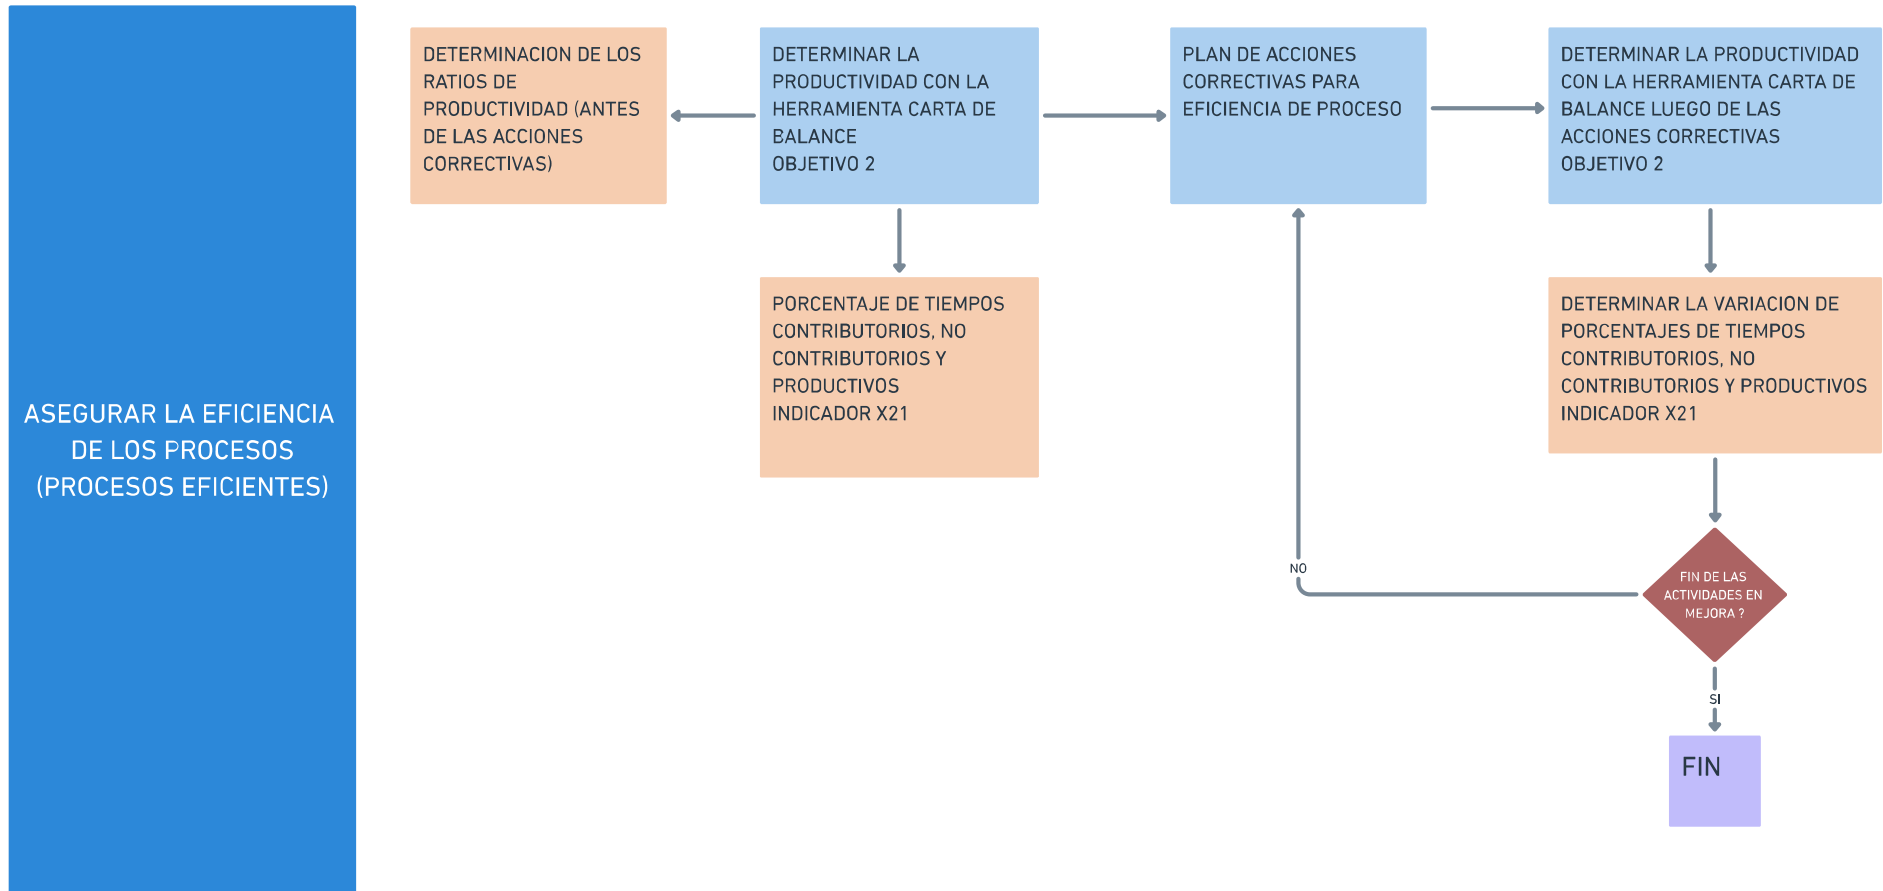 ASEGURAR LA EFICIENCIA
DE LOS PROCESOS
(PROCESOS EFICIENTES)
DETERMINACION DE LOS
RATIOS DE
PRODUCTIVIDAD (ANTES
DE LAS ACCIONES
CORRECTIVAS)
DETERMINAR LA
PRODUCTIVIDAD CON LA
HERRAMIENTA CARTA DE
BALANCE
OBJETIVO 2
PLAN DE ACCIONES
CORRECTIVAS PARA
EFICIENCIA DE PROCESO
DETERMINAR LA PRODUCTIVIDAD
CON LA HERRAMIENTA CARTA DE
BALANCE LUEGO DE LAS
ACCIONES CORRECTIVAS
OBJETIVO 2
PORCENTAJE DE TIEMPOS
CONTRIBUTORIOS, NO
CONTRIBUTORIOS Y
PRODUCTIVOS
INDICADOR X21
DETERMINAR LA VARIACION DE
PORCENTAJES DE TIEMPOS
CONTRIBUTORIOS, NO
CONTRIBUTORIOS Y PRODUCTIVOS
INDICADOR X21
NO
FIN DE LAS
ACTIVIDADES EN
MEJORA ?
SI
FIN